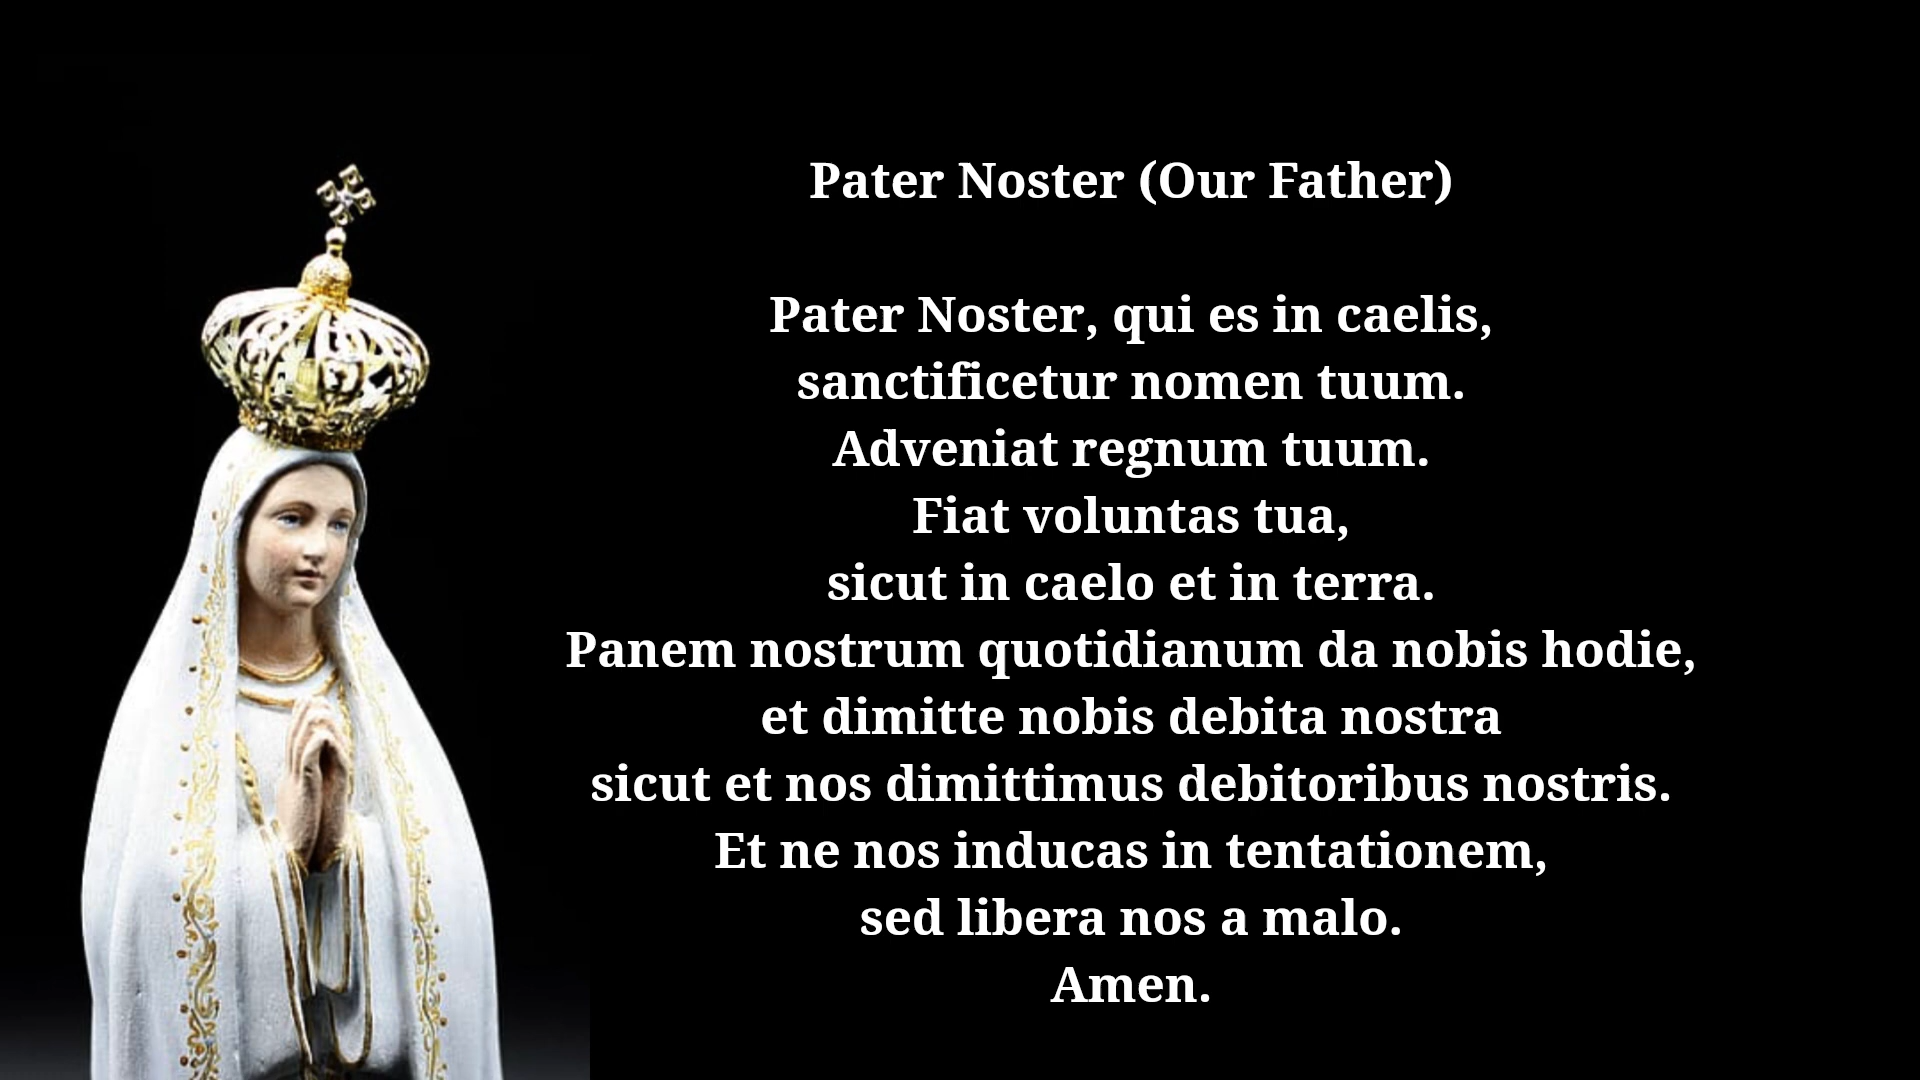 Pater Noster (Our Father)
Pater Noster, qui es in caelis,
sanctificetur nomen tuum.
Adveniat regnum tuum.
Fiat voluntas tua,
sicut in caelo et in terra.
Panem nostrum quotidianum da nobis hodie,
et dimitte nobis debita nostra
sicut et nos dimittimus debitoribus nostris.
Et ne nos inducas in tentationem,
sed libera nos a malo.
Amen.